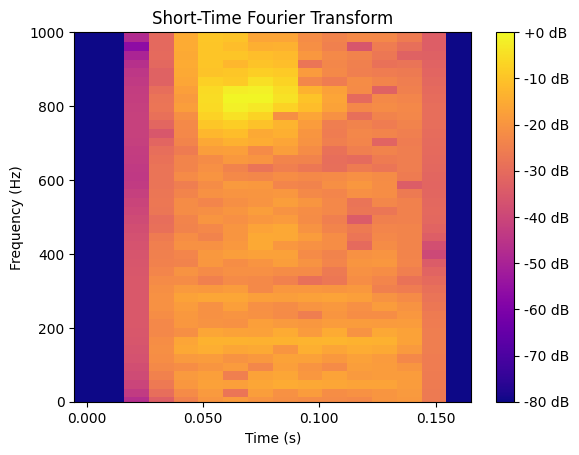 Short-Time Fourier Transform
1000
800
600
400
200
0
Frequency (Hz)
0.000
0.050
0.100
0.150
Time (s)
+0 dB
-10 dB
-20 dB
-30 dB
-40 dB
-50 dB
-60 dB
-70 dB
-80 dB